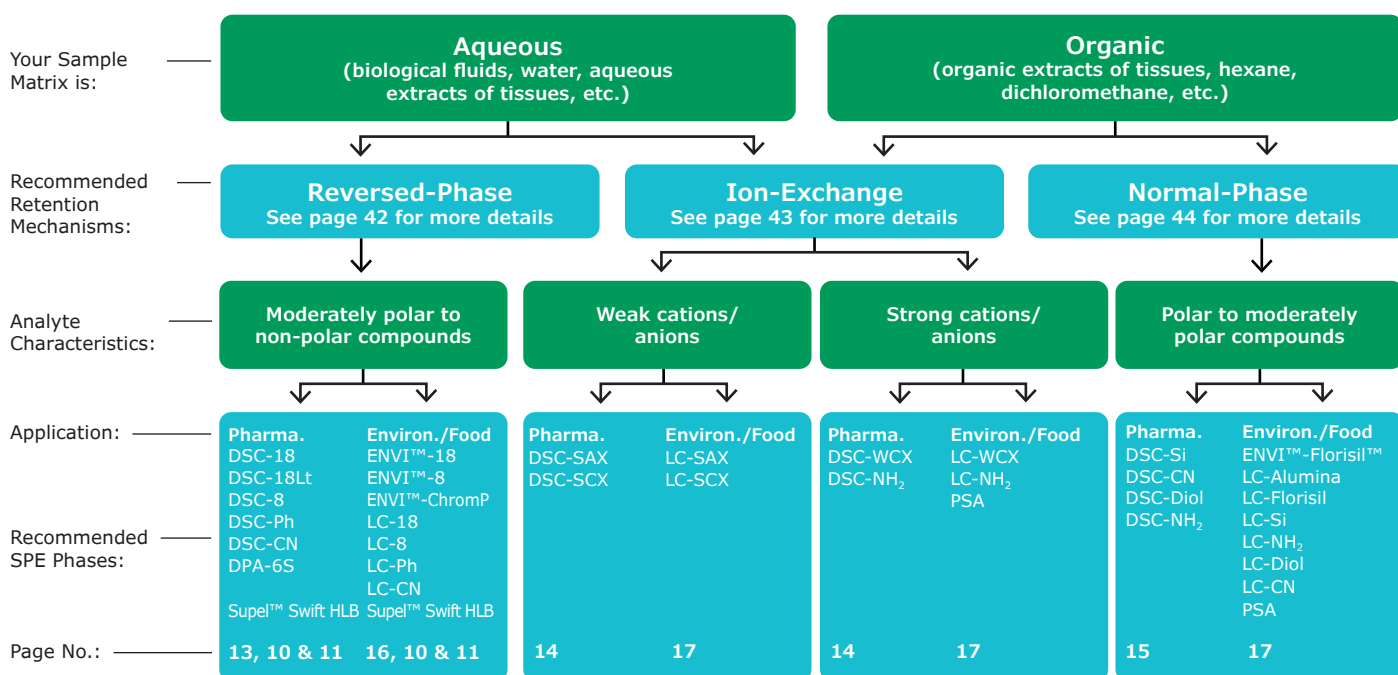 Your Sample
Matrix is:
Aqueous
(biological fluids, water, aqueous
extracts of tissues, etc.)
Organic
(organic extracts of tissues, hexane,
dichloromethane, etc.)
Recommended
Retention
Mechanisms:
Reversed-Phase
See page 42 for more details
Ion-Exchange
See page 43 for more details
Normal-Phase
See page 44 for more details
Analyte
Characteristics:
Moderately polar to
non-polar compounds
Weak cations/
anions
Strong cations/
anions
Polar to moderately
polar compounds
Application:
Recommended
SPE Phases:
Pharma.
DSC-18
DSC-18Lt
DSC-8
DSC-Ph
DSC-CN
DPA-6S
Supel™ Swift HLB
Environ./Food
ENVI™-18
ENVI™-8
ENVI™-ChromP
LC-18
LC-8
LC-Ph
LC-CN
Supel™ Swift HLB
Pharma.
DSC-SAX
DSC-SCX
Environ./Food
LC-SAX
LC-SCX
Pharma.
DSC-WCX
DSC-NH₂
Environ./Food
LC-WCX
LC-NH₂
PSA
Pharma.
DSC-Si
DSC-CN
DSC-Diol
DSC-NH₂
Environ./Food
ENVI™-Florisil™
LC-Alumina
LC-Florisil
LC-Si
LC-NH₂
LC-Diol
LC-CN
PSA
Page No.:
13, 10 & 11
16, 10 & 11
14
17
14
17
15
17